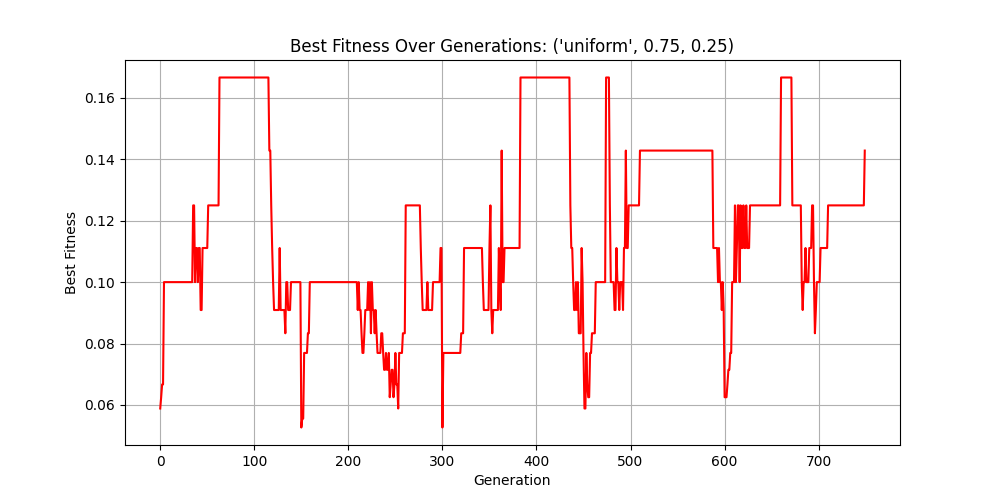 Best Fitness Over Generations: ('uniform', 0.75, 0.25)
Best Fitness
0.16
0.14
0.12
0.10
0.08
0.06
0 100 200 300 400 500 600 700
Generation